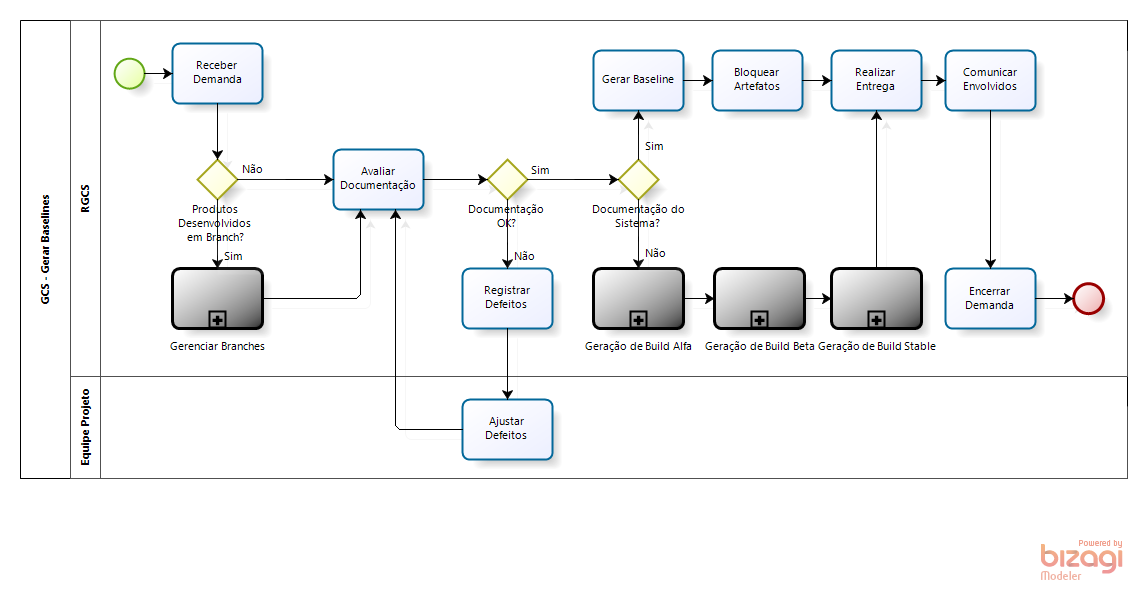 GCS - Gerar Baselines
RGCS
Receber
Demanda
Não
Produtos
Desenvolvidos
em Branch?
Sim
Gerenciar Branches
Avaliar
Documentação
Sim
Documentação
OK?
Não
Registrar
Defeitos
Sim
Documentação do
Sistema?
Não
Gerar Baseline
Bloquear
Artefatos
Realizar
Entrega
Comunicar
Envolvidos
Geração de Build Alfa
Geração de Build Beta
Geração de Build Stable
Encerrar
Demanda
Equipe Projeto
Ajustar
Defeitos
Powered by
bizagi
Modeler